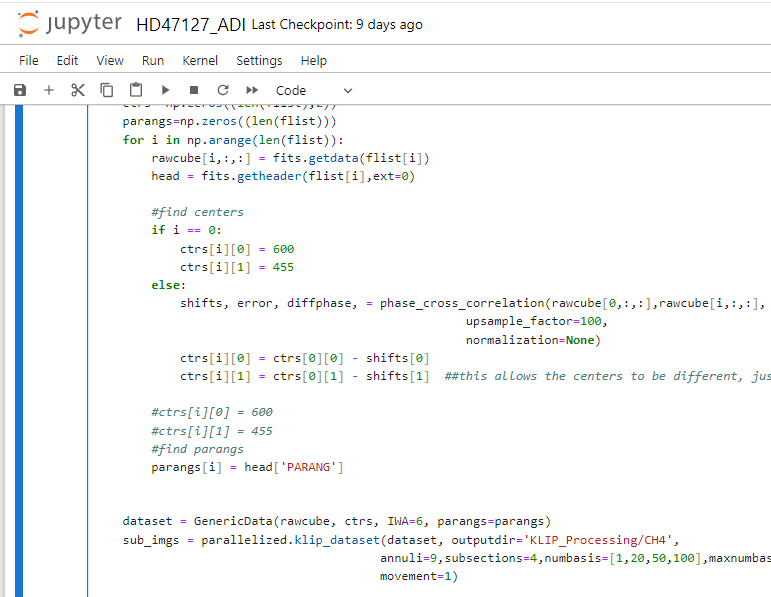 jupyter HD47127_ADI Last Checkpoint: 9 days ago
File Edit View Run Kernel Settings Help
Code
parangs=np.zeros((len(flist)))
for i in np.arange(len(flist)):
rawcube[i,:,:] = fits.getdata(flist[i])
head = fits.getheader(flist[i],ext=0)
#find centers
if i == 0:
ctrs[i][0] = 600
ctrs[i][1] = 455
else:
shifts, error, diffphase, = phase_cross_correlation(rawcube[0,:,:],rawcube[i,:,:],
upsample_factor=100,
normalization=None)
ctrs[i][0] = ctrs[0][0] - shifts[0]
ctrs[i][1] = ctrs[0][1] - shifts[1] ##this allows the centers to be different, jus
#ctrs[i][0] = 600
#ctrs[i][1] = 455
#find parangs
parangs[i] = head['PARANG']
dataset = GenericData(rawcube, ctrs, IWA=6, parangs=parangs)
sub_imgs = parallelized.klip_dataset(dataset, outputdir='KLIP_Processing/CH4',
annuli=9,subsections=4,numbasis=[1,20,50,100],maxnumbas
movement=1)